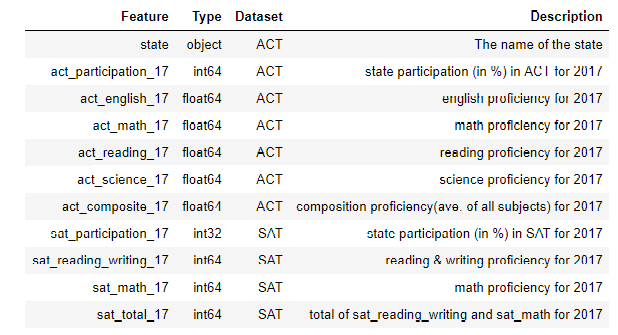 Feature Type Dataset Description
state object ACT The name of the state
act_participation_17 int64 ACT state participation (in %) in ACT for 2017
act_english_17 float64 ACT english proficiency for 2017
act_math_17 float64 ACT math proficiency for 2017
act_reading_17 float64 ACT reading proficiency for 2017
act_science_17 float64 ACT science proficiency for 2017
act_composite_17 float64 ACT composition proficiency(ave. of all subjects) for 2017
sat_participation_17 int32 SAT state participation (in %) in SAT for 2017
sat_reading_writing_17 int64 SAT reading & writing proficiency for 2017
sat_math_17 int64 SAT math proficiency for 2017
sat_total_17 int64 SAT total of sat_reading_writing and sat_math for 2017